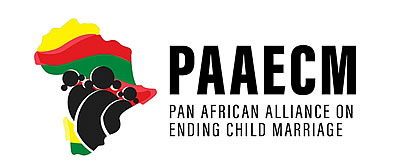 PAAECM
PAN AFRICAN ALLIANCE ON
ENDING CHILD MARRIAGE